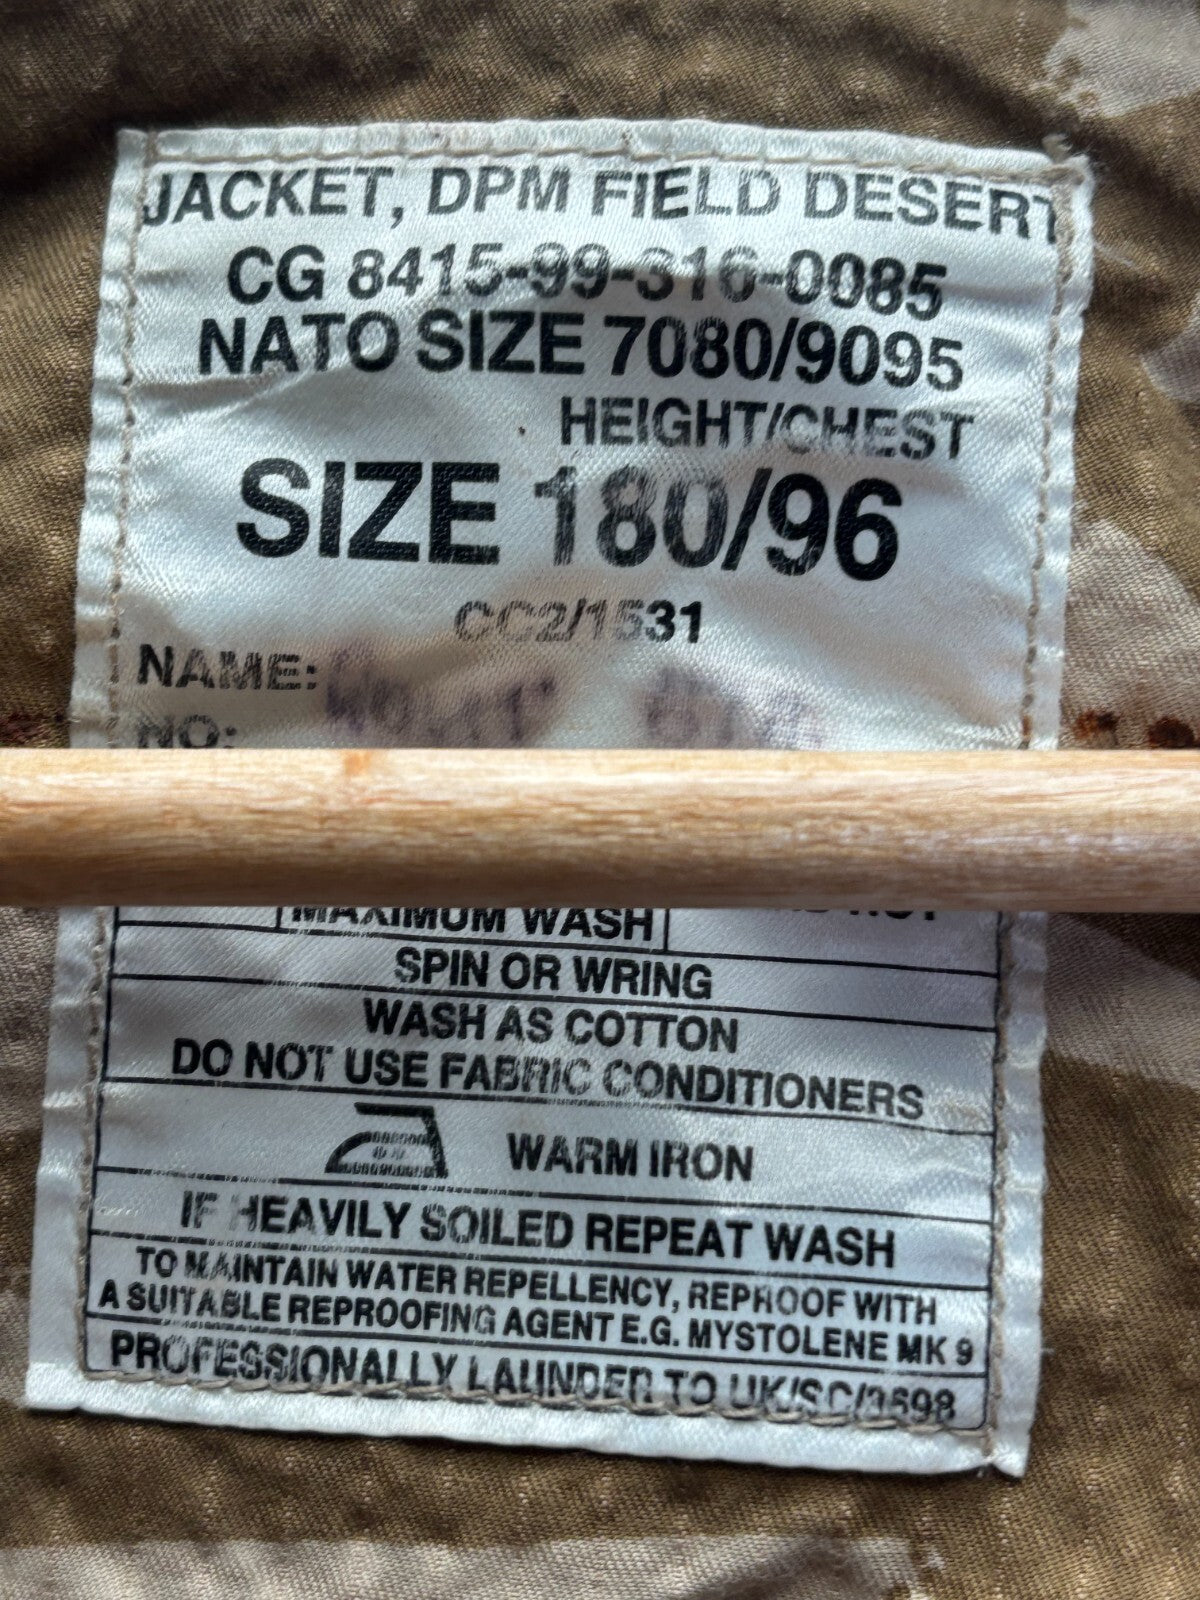 JACKET, DPM FIELD DESERT
CG 8415-99-316-0085
NATO SIZE 7080/9095
HEIGHT/CHEST
SIZE 180/96
CC2/1531
NAME:
NO:
MAXIMUM WASH
SPIN OR WRING
WASH AS COTTON
DO NOT USE FABRIC CONDITIONERS
WARM IRON
IF HEAVILY SOILED REPEAT WASH
TO MAINTAIN WATER REPELLENCY, REPROOF WITH
A SUITABLE REPROOFING AGENT E.G. MYSTOLENE MK 9
PROFESSIONALLY LAUNDER TO UK/SC/3698